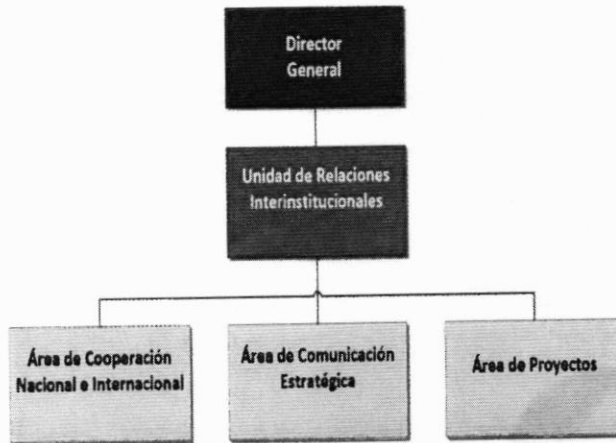 Director
General
Unidad de Relaciones
Interinstitucionales
Área de Cooperación
Nacional e Internacional
Área de Comunicación
Estratégica
Área de Proyectos